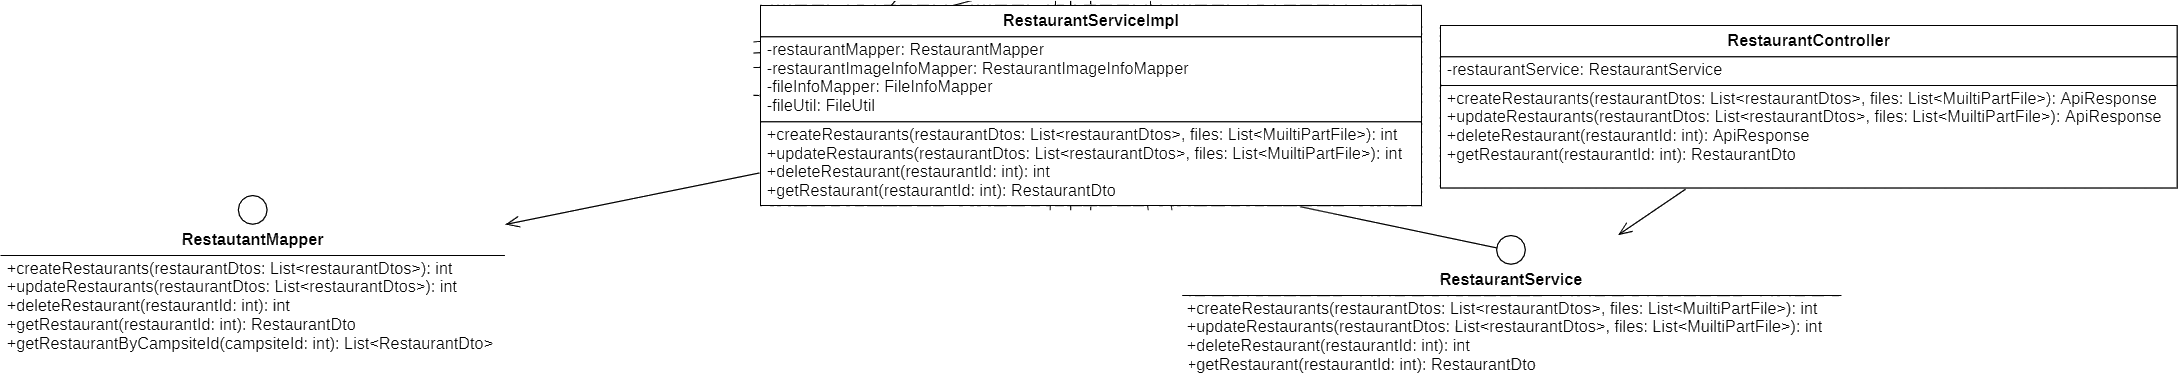 RestaurantServiceImpl
-restaurantMapper: RestaurantMapper
-restaurantImageInfoMapper: RestaurantImageInfoMapper
-fileInfoMapper: FileInfoMapper
-fileUtil: FileUtil
+createRestaurants(restaurantDtos: List<restaurantDtos>, files: List<MuiltiPartFile>): int
+updateRestaurants(restaurantDtos: List<restaurantDtos>, files: List<MuiltiPartFile>): int
+deleteRestaurant(restaurantId: int): int
+getRestaurant(restaurantId: int): RestaurantDto
RestaurantController
-restaurantService: RestaurantService
+createRestaurants(restaurantDtos: List<restaurantDtos>, files: List<MuiltiPartFile>): ApiResponse
+updateRestaurants(restaurantDtos: List<restaurantDtos>, files: List<MuiltiPartFile>): ApiResponse
+deleteRestaurant(restaurantId: int): ApiResponse
+getRestaurant(restaurantId: int): RestaurantDto
RestautantMapper
+createRestaurants(restaurantDtos: List<restaurantDtos>): int
+updateRestaurants(restaurantDtos: List<restaurantDtos>): int
+deleteRestaurant(restaurantId: int): int
+getRestaurant(restaurantId: int): RestaurantDto
+getRestaurantByCampsiteId(campsiteId: int): List<RestaurantDto>
RestaurantService
+createRestaurants(restaurantDtos: List<restaurantDtos>, files: List<MuiltiPartFile>): int
+updateRestaurants(restaurantDtos: List<restaurantDtos>, files: List<MuiltiPartFile>): int
+deleteRestaurant(restaurantId: int): int
+getRestaurant(restaurantId: int): RestaurantDto